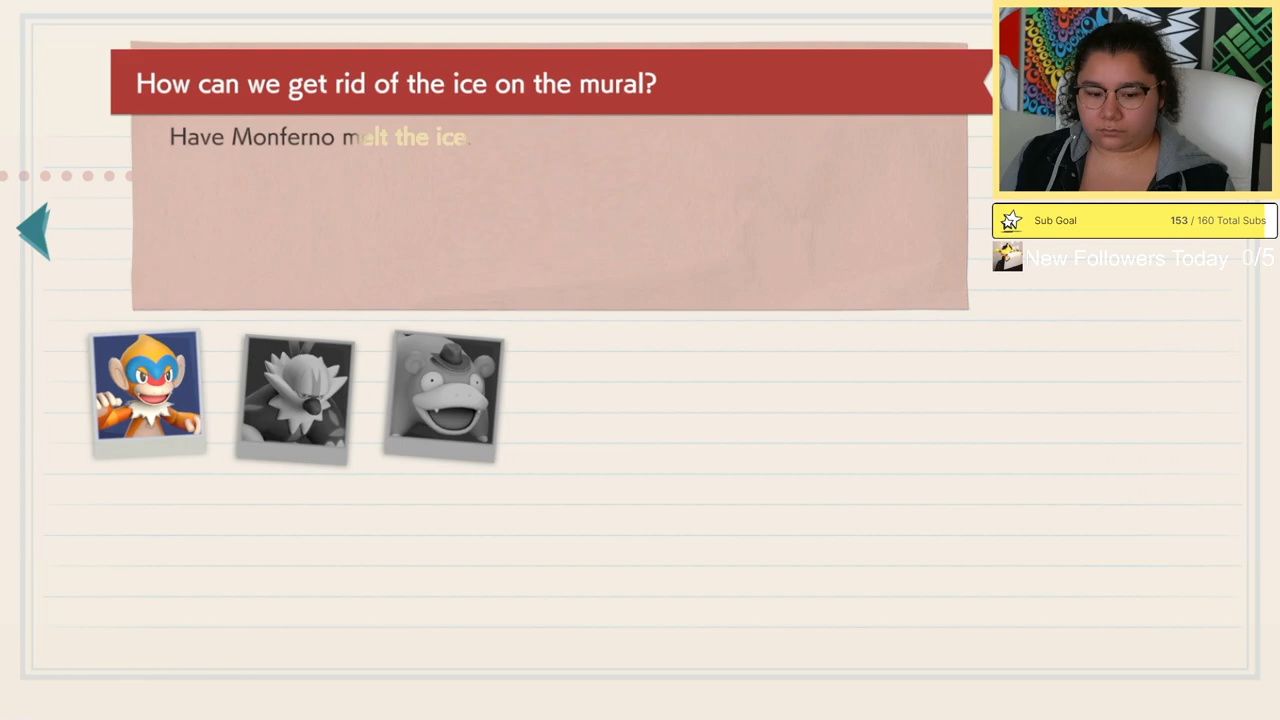 How can we get rid of the ice on the mural?
Have Monferno melt the ice.
Sub Goal
153 / 160 Total Subs
New Followers Today 0/5